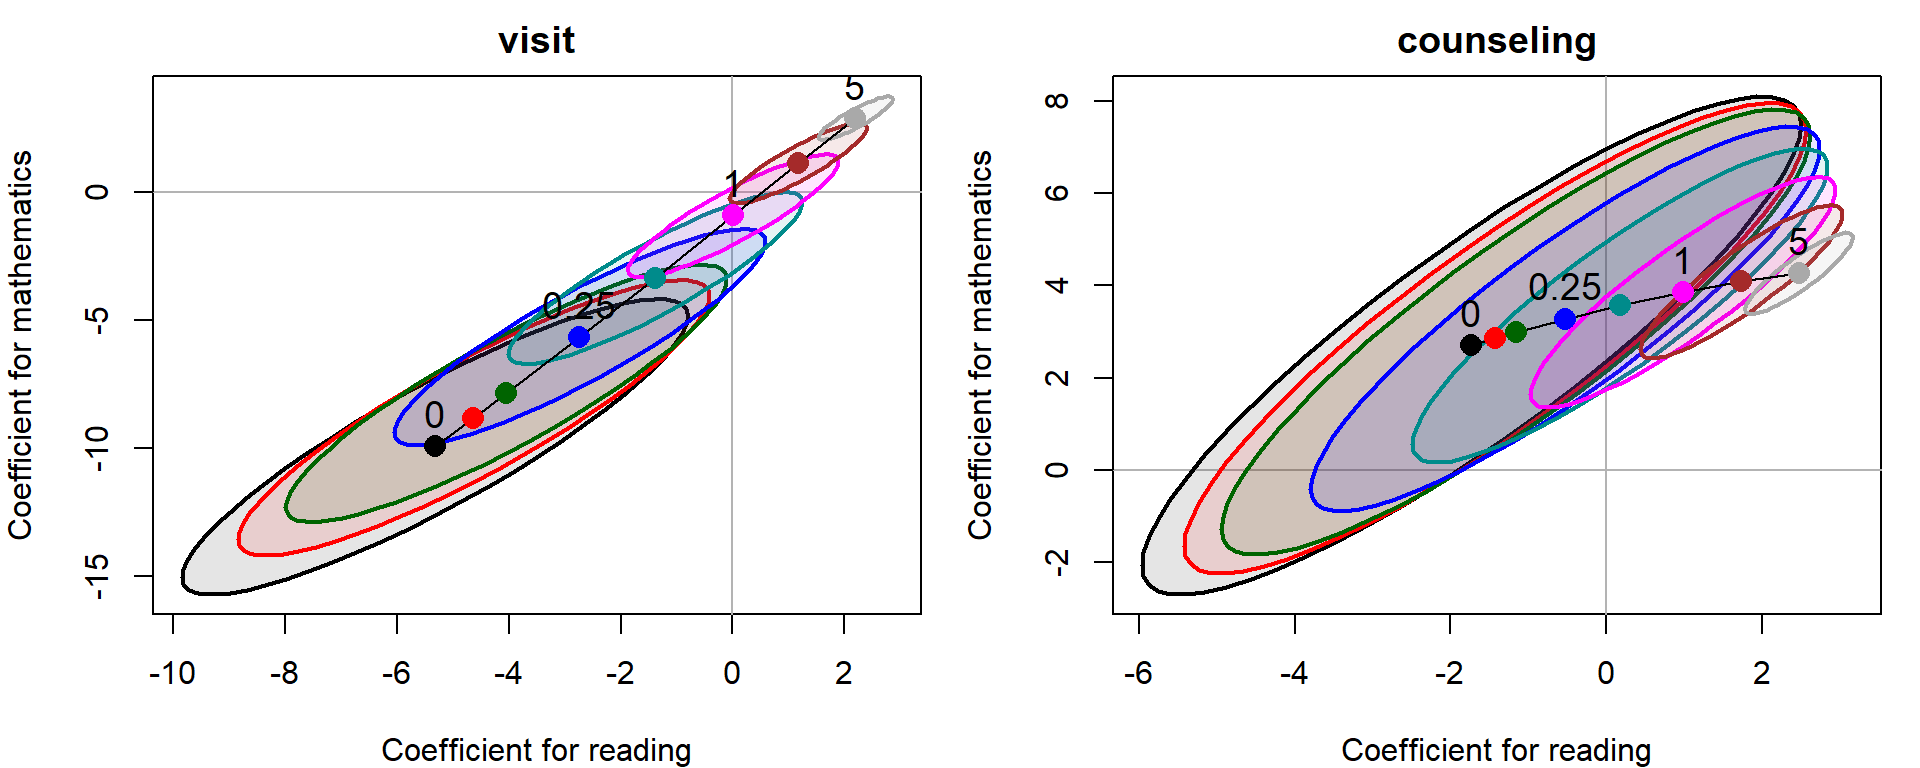 visit
Coefficient for mathematics
0
-5
-10
-15
5
1
0.25
0
-10 -8 -6 -4 -2 0 2
Coefficient for reading
counseling
Coefficient for mathematics
8
6
4
2
0
-2
0
0.25
1
5
-6 -4 -2 0 2
Coefficient for reading